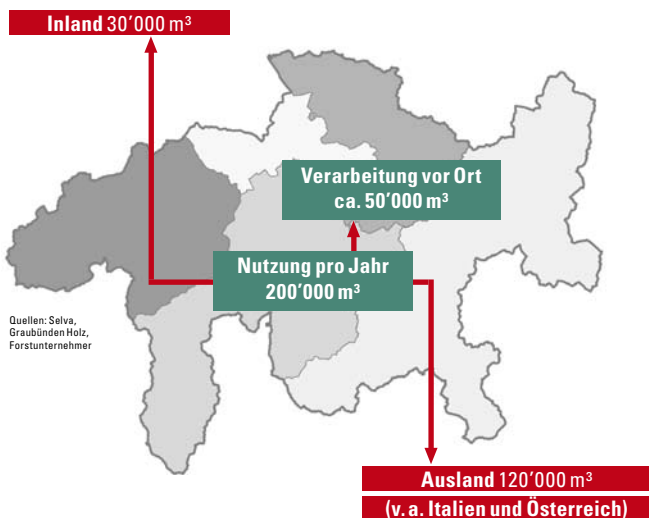 Inland 30’000 m³
Verarbeitung vor Ort
ca. 50’000 m³
Nutzung pro Jahr
200’000 m³
Quellen: Selva,
Graubünden Holz,
Forstunternehmer
Ausland 120’000 m³
(v. a. Italien und Österreich)